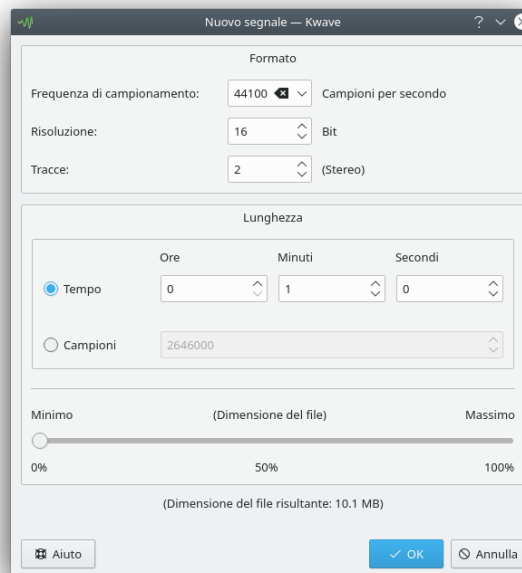 Nuovo segnale — Kwave
Formato
Frequenza di campionamento: 44100 Campioni per secondo
Risoluzione: 16 Bit
Tracce: 2 (Stereo)
Lunghezza
Ore Minuti Secondi
Tempo 0 1 0
Campioni 2646000
Minimo (Dimensione del file) Massimo
0% 50% 100%
(Dimensione del file risultante: 10.1 MB)
Aiuto OK Annulla